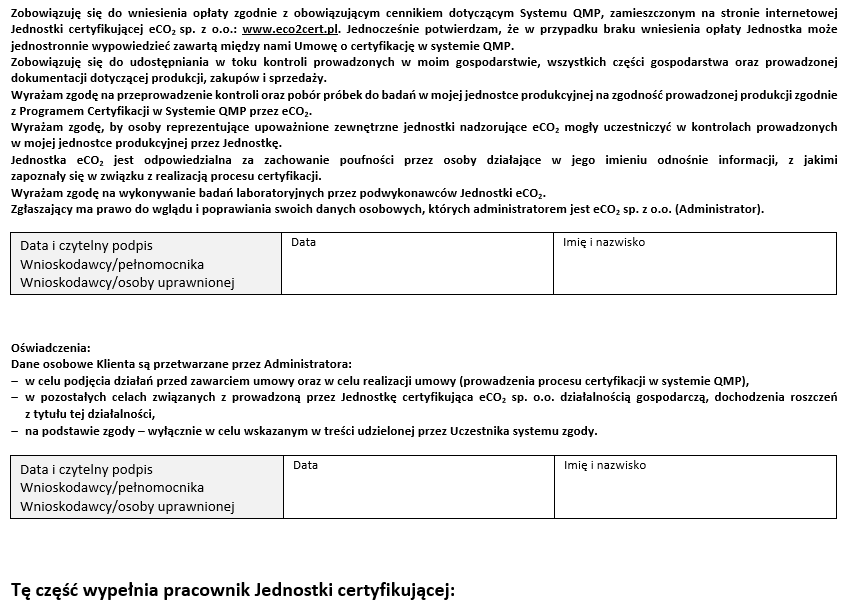 Zobowiązuję się do wniesienia opłaty zgodnie z obowiązującym cennikiem dotyczącym Systemu QMP, zamieszczonym na stronie internetowej
Jednostki certyfikującej eCO₂ sp. z o.o.: www.eco2cert.pl. Jednocześnie potwierdzam, że w przypadku braku wniesienia opłaty Jednostka może
jednostronnie wypowiedzieć zawartą między nami Umowę o certyfikację w systemie QMP.
Zobowiązuję się do udostępniania w toku kontroli prowadzonych w moim gospodarstwie, wszystkich części gospodarstwa oraz prowadzonej
dokumentacji dotyczącej produkcji, zakupów i sprzedaży.
Wyrażam zgodę na przeprowadzenie kontroli oraz pobór próbek do badań w mojej jednostce produkcyjnej na zgodność prowadzonej produkcji zgodnie
z Programem Certyfikacji w Systemie QMP przez eCO₂.
Wyrażam zgodę, by osoby reprezentujące upoważnione zewnętrzne jednostki nadzorujące eCO₂ mogły uczestniczyć w kontrolach prowadzonych
w mojej jednostce produkcyjnej przez Jednostkę.
Jednostka eCO₂ jest odpowiedzialna za zachowanie poufności przez osoby działające w jego imieniu odnośnie informacji, z jakimi
zapoznały się w związku z realizacją procesu certyfikacji.
Wyrażam zgodę na wykonywanie badań laboratoryjnych przez podwykonawców Jednostki eCO₂.
Zgłaszający ma prawo do wglądu i poprawiania swoich danych osobowych, których administratorem jest eCO₂ sp. z o.o. (Administrator).
Data i czytelny podpis
Wnioskodawcy/pełnomocnika
Wnioskodawcy/osoby uprawnionej
Data
Imię i nazwisko
Oświadczenia:
Dane osobowe Klienta są przetwarzane przez Administratora:
– w celu podjęcia działań przed zawarciem umowy oraz w celu realizacji umowy (prowadzenia procesu certyfikacji w systemie QMP),
– w pozostałych celach związanych z prowadzoną przez Jednostkę certyfikująca eCO₂ sp. o.o. działalnością gospodarczą, dochodzenia roszczeń
z tytułu tej działalności,
– na podstawie zgody – wyłącznie w celu wskazanym w treści udzielonej przez Uczestnika systemu zgody.
Data i czytelny podpis
Wnioskodawcy/pełnomocnika
Wnioskodawcy/osoby uprawnionej
Data
Imię i nazwisko
Tę część wypełnia pracownik Jednostki certyfikującej: